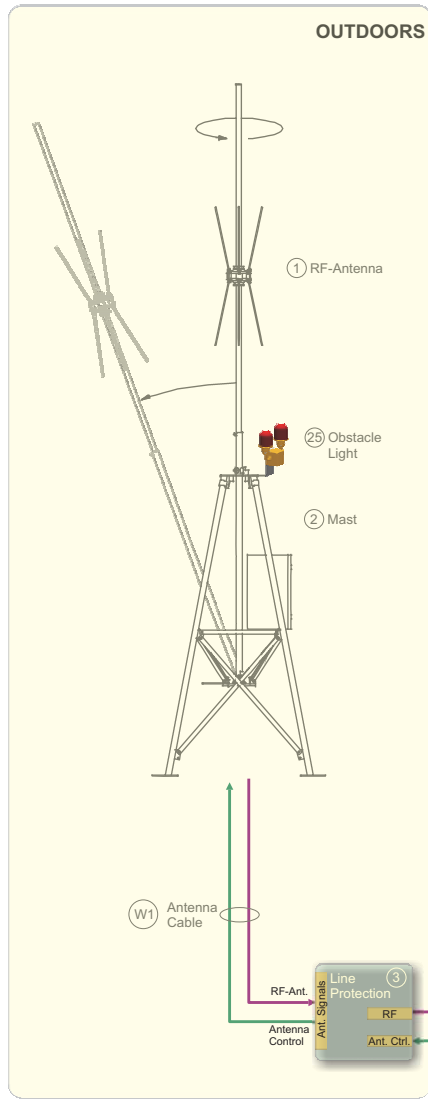 OUTDOORS
1 RF-Antenna
25 Obstacle
Light
2 Mast
W1 Antenna
Cable
Line
Protection
3
RF-Ant.
Antenna
Control
Ant. Signals
RF
Ant. Ctrl.